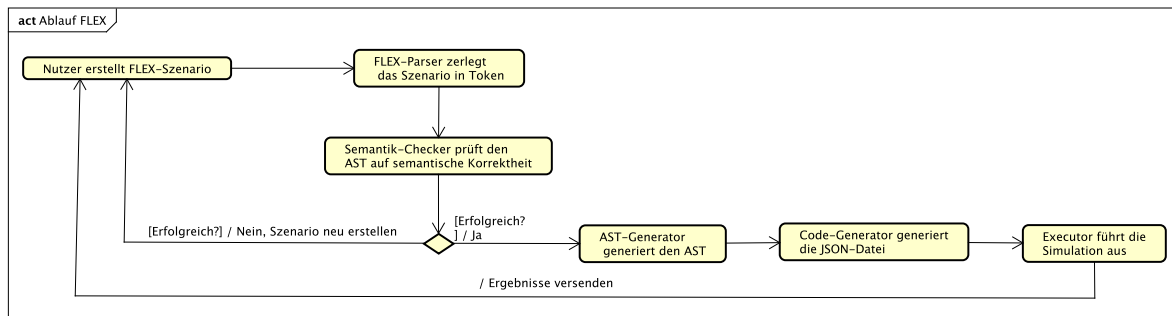 act Ablauf FLEX
Nutzer erstellt FLEX-Szenario
FLEX-Parser zerlegt
das Szenario in Token
Semantik-Checker prüft den
AST auf semantische Korrektheit
[Erfolgreich?] / Nein, Szenario neu erstellen
[Erfolgreich?
] / Ja
AST-Generator
generiert den AST
Code-Generator generiert
die JSON-Datei
Executor führt die
Simulation aus
/ Ergebnisse versenden